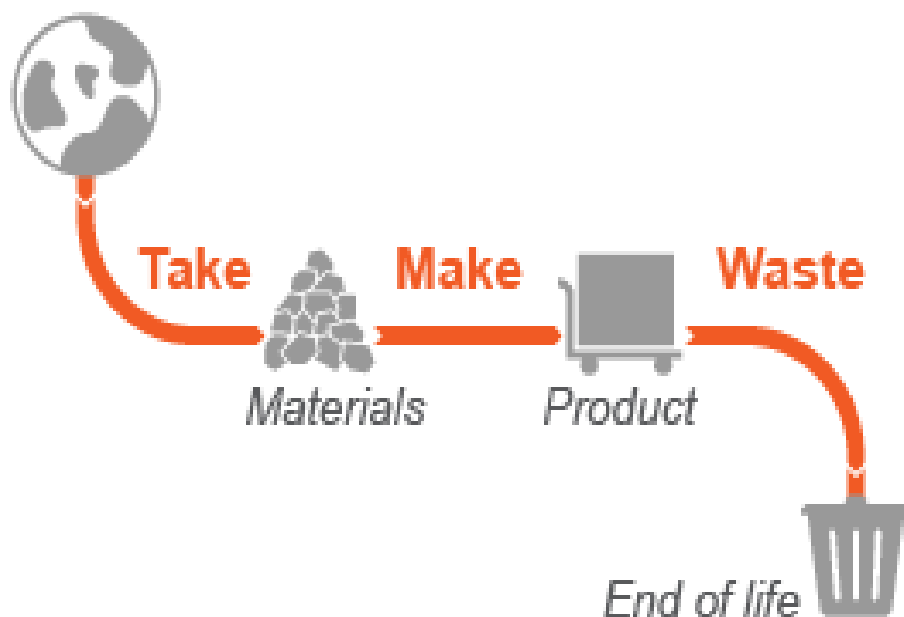 Take
Make
Waste
Materials
Product
End of life